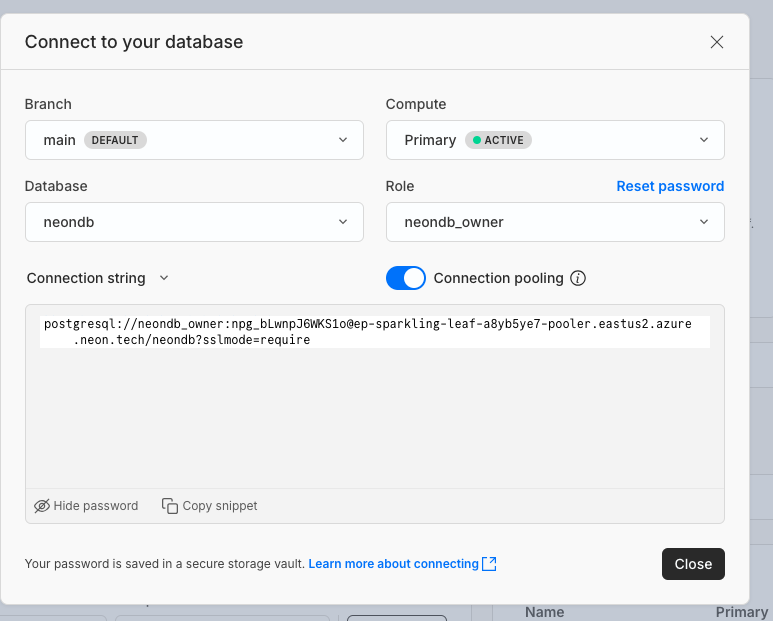 Connect to your database
Branch
Compute
main DEFAULT
Primary ACTIVE
Database
Role
Reset password
neondb
neondb_owner
Connection string
Connection pooling
postgresql://neondb_owner:npg_bLwnpJ6WKS1o@ep-sparkling-leaf-a8yb5ye7-pooler.eastus2.azure
.neon.tech/neondb?sslmode=require
Hide password
Copy snippet
Your password is saved in a secure storage vault. Learn more about connecting
Close
Name
Primary